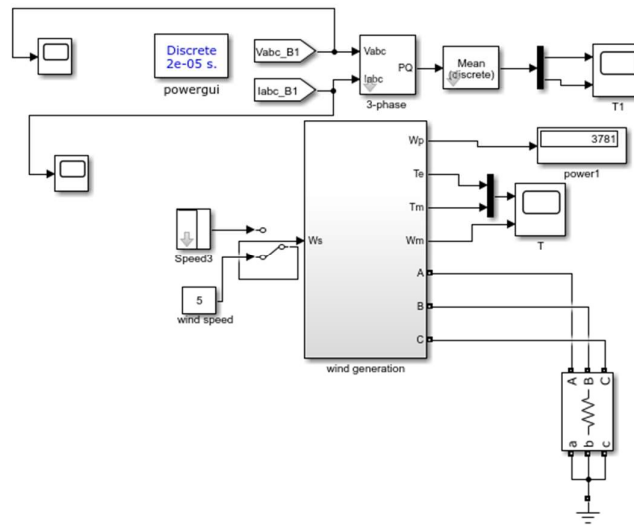 Discrete
2e-05 s.
powergui
Vabc_B1
Iabc_B1
Vabc
Iabc
PQ
3-phase
Mean
(discrete)
T1
Wp
Te
Tm
Wm
A
B
C
Ws
wind generation
3781
power1
T
Speed3
5
wind speed
A B C
a b c